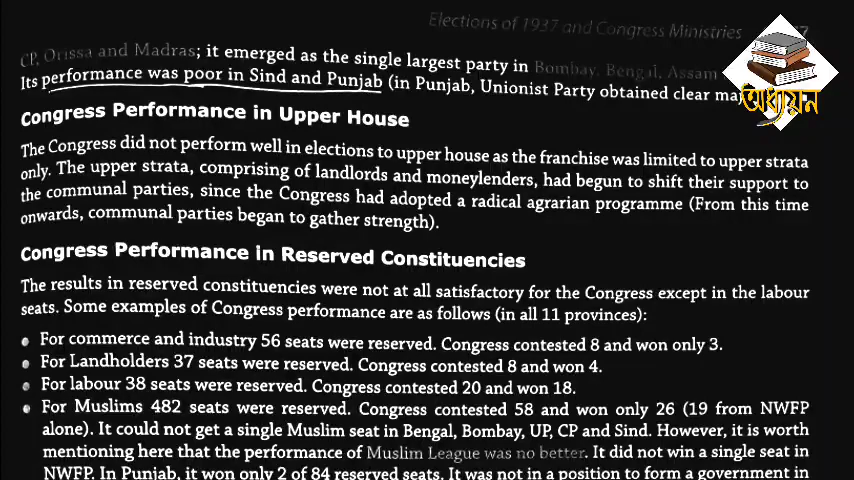 Elections of 1937 and Congress Ministries
CP, Orissa and Madras; it emerged as the single largest party in Bombay, Bengal, Assam
Its performance was poor in Sind and Punjab (in Punjab, Unionist Party obtained clear
অধ্যয়ন
Congress Performance in Upper House
The Congress did not perform well in elections to upper house as the franchise was limited to upper strata
only. The upper strata, comprising of landlords and moneylenders, had begun to shift their support to
the communal parties, since the Congress had adopted a radical agrarian programme (From this time
onwards, communal parties began to gather strength).
Congress Performance in Reserved Constituencies
The results in reserved constituencies were not at all satisfactory for the Congress except in the labour
seats. Some examples of Congress performance are as follows (in all 11 provinces):
• For commerce and industry 56 seats were reserved. Congress contested 8 and won only 3.
• For Landholders 37 seats were reserved. Congress contested 8 and won 4.
• For labour 38 seats were reserved. Congress contested 20 and won 18.
• For Muslims 482 seats were reserved. Congress contested 58 and won only 26 (19 from NWFP
alone). It could not get a single Muslim seat in Bengal, Bombay, UP, CP and Sind. However, it is worth
mentioning here that the performance of Muslim League was no better. It did not win a single seat in
NWFP. In Punjab, it won only 2 of 84 reserved seats. It was not in a position to form a government in